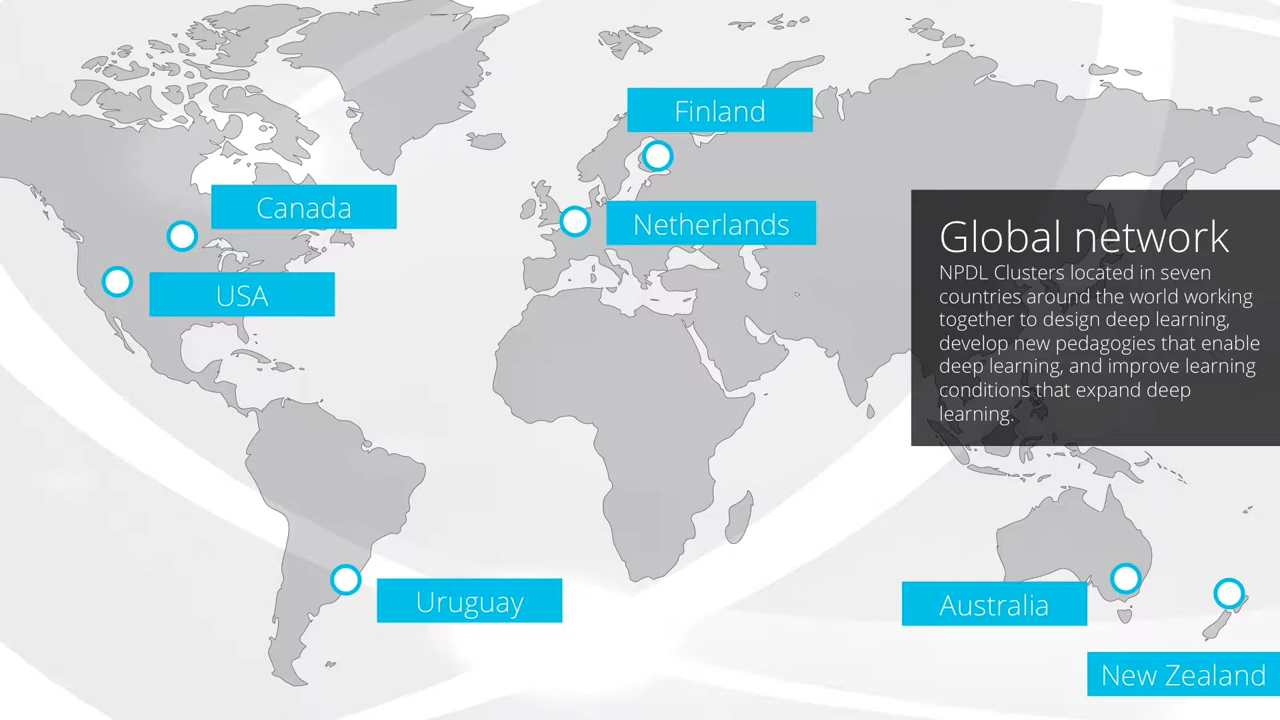 Finland
Canada
Netherlands
USA
Global network
NPDL Clusters located in seven
countries around the world working
together to design deep learning,
develop new pedagogies that enable
deep learning, and improve learning
conditions that expand deep
learning.
Uruguay
Australia
New Zealand